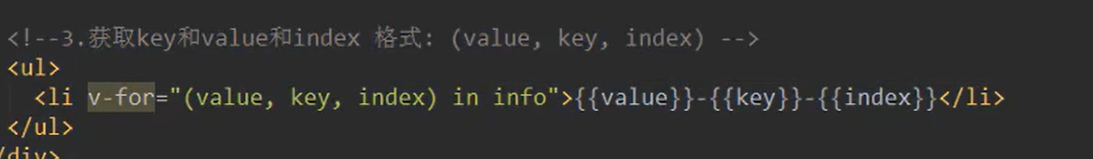 <!--3.获取key和value和index 格式: (value, key, index) -->
<ul>
<li v-for="(value, key, index) in info">{{value}}-{{key}}-{{index}}</li>
</ul>
/div>